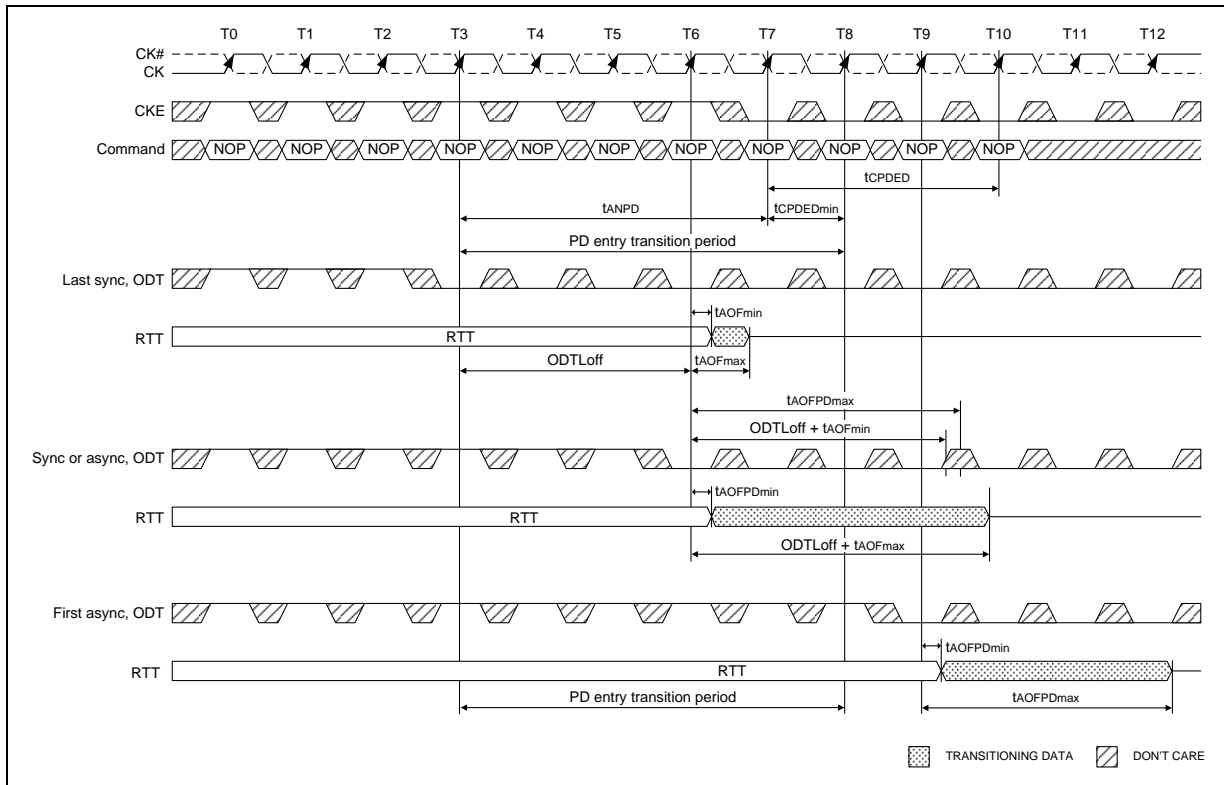 T0 T1 T2 T3 T4 T5 T6 T7 T8 T9 T10 T11 T12
CK#
CK
CKE
Command NOP NOP NOP NOP NOP NOP NOP NOP NOP NOP NOP
tCPDED
tANPD tCPDEDmin
PD entry transition period
Last sync, ODT
tAOFmin
RTT RTT
ODTLoff tAOFmax
tAOFPDmax
ODTLoff + tAOFmin
Sync or async, ODT
tAOFPDmin
RTT RTT
ODTLoff + tAOFmax
First async, ODT
tAOFPDmin
RTT RTT
PD entry transition period tAOFPDmax
TRANSITIONING DATA DON'T CARE